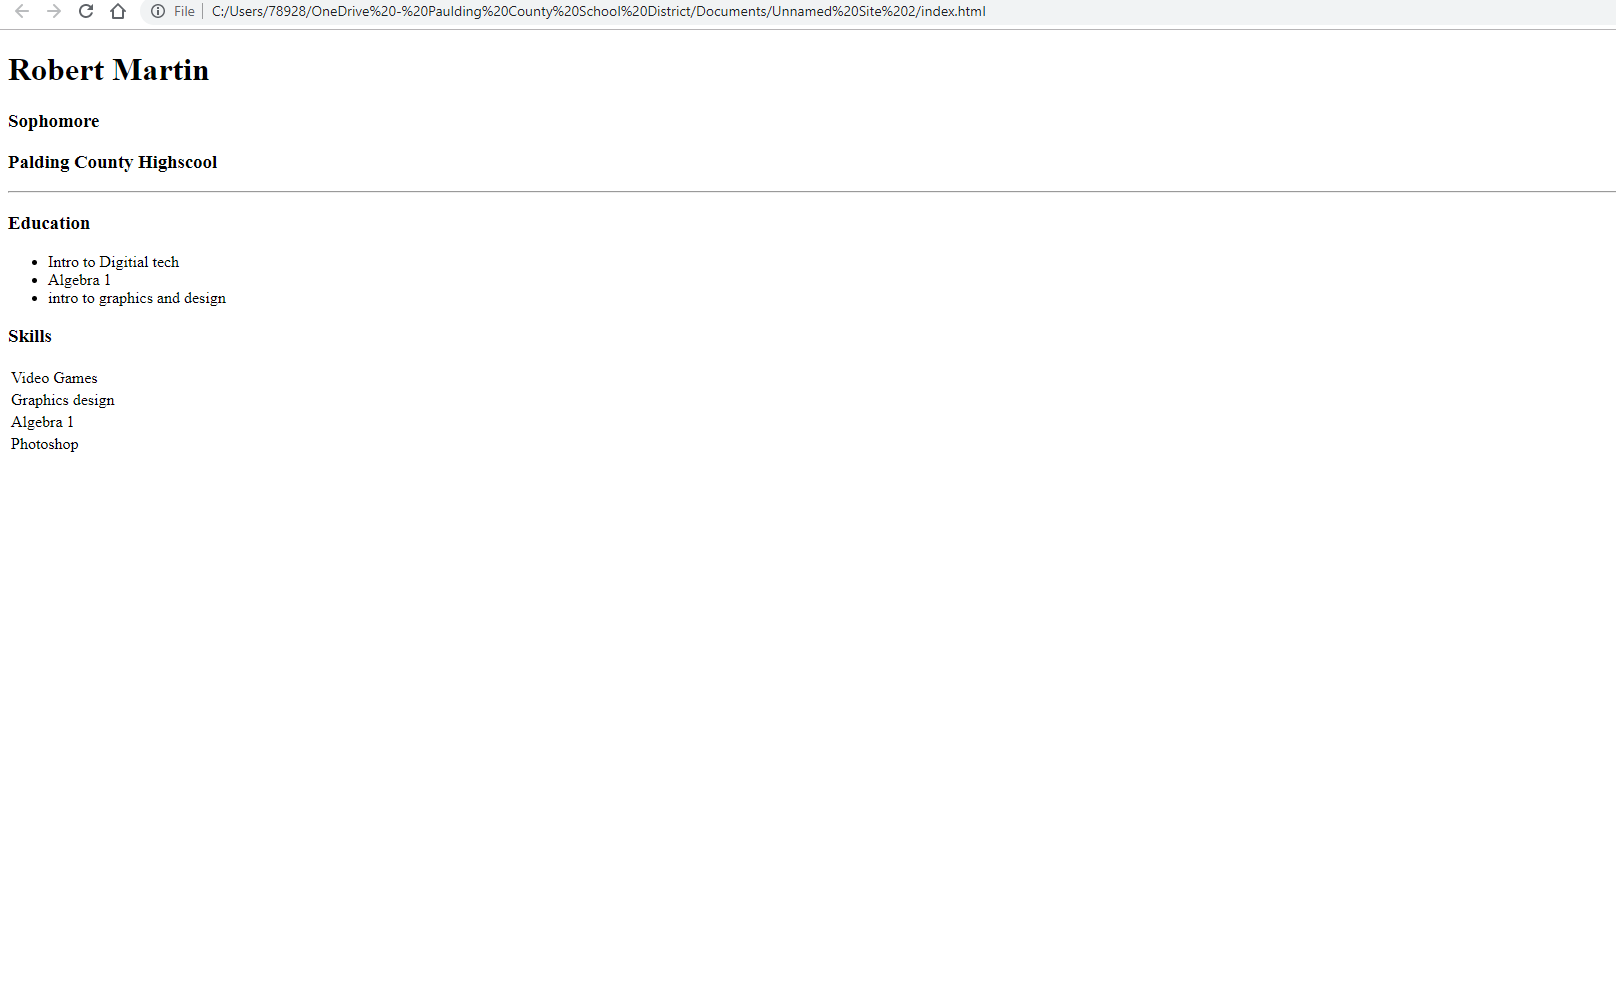 File C:/Users/78928/OneDrive%20-%20Paulding%20County%20School%20District/Documents/Unnamed%20Site%202/index.html
Robert Martin
Sophomore
Palding County Highscool
Education
Intro to Digitial tech
Algebra 1
intro to graphics and design
Skills
Video Games
Graphics design
Algebra 1
Photoshop